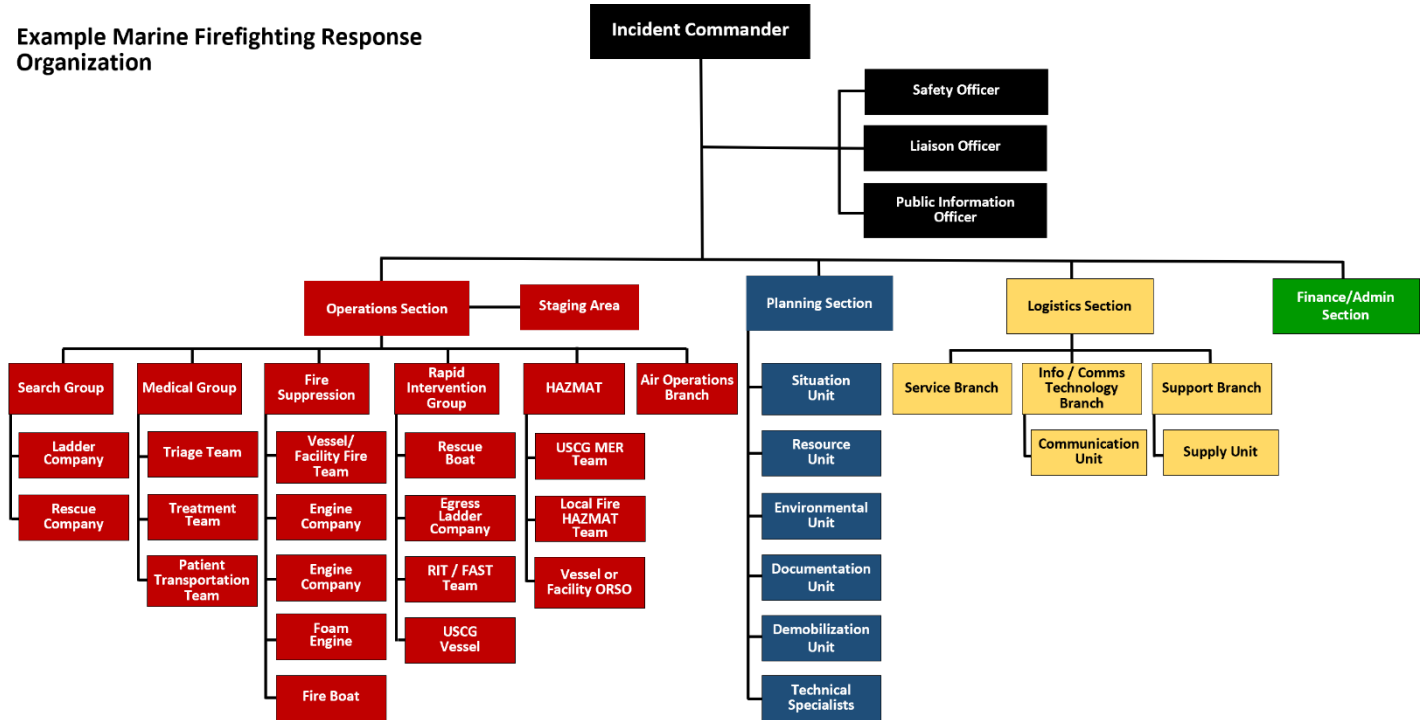 Example Marine Firefighting Response
Organization
Incident Commander
Safety Officer
Liaison Officer
Public Information
Officer
Operations Section
Staging Area
Planning Section
Logistics Section
Finance/Admin
Section
Search Group
Ladder
Company
Rescue
Company
Medical Group
Triage Team
Treatment
Team
Patient
Transportation
Team
Fire
Suppression
Vessel/
Facility Fire
Team
Engine
Company
Engine
Company
Foam
Engine
Fire Boat
Rapid
Intervention
Group
Rescue
Boat
Egress
Ladder
Company
RIT / FAST
Team
USCG
Vessel
HAZMAT
USCG MER
Team
Local Fire
HAZMAT
Team
Vessel or
Facility ORSO
Air Operations
Branch
Situation
Unit
Resource
Unit
Environmental
Unit
Documentation
Unit
Demobilization
Unit
Technical
Specialists
Service Branch
Info / Comms
Technology
Branch
Communication
Unit
Support Branch
Supply Unit